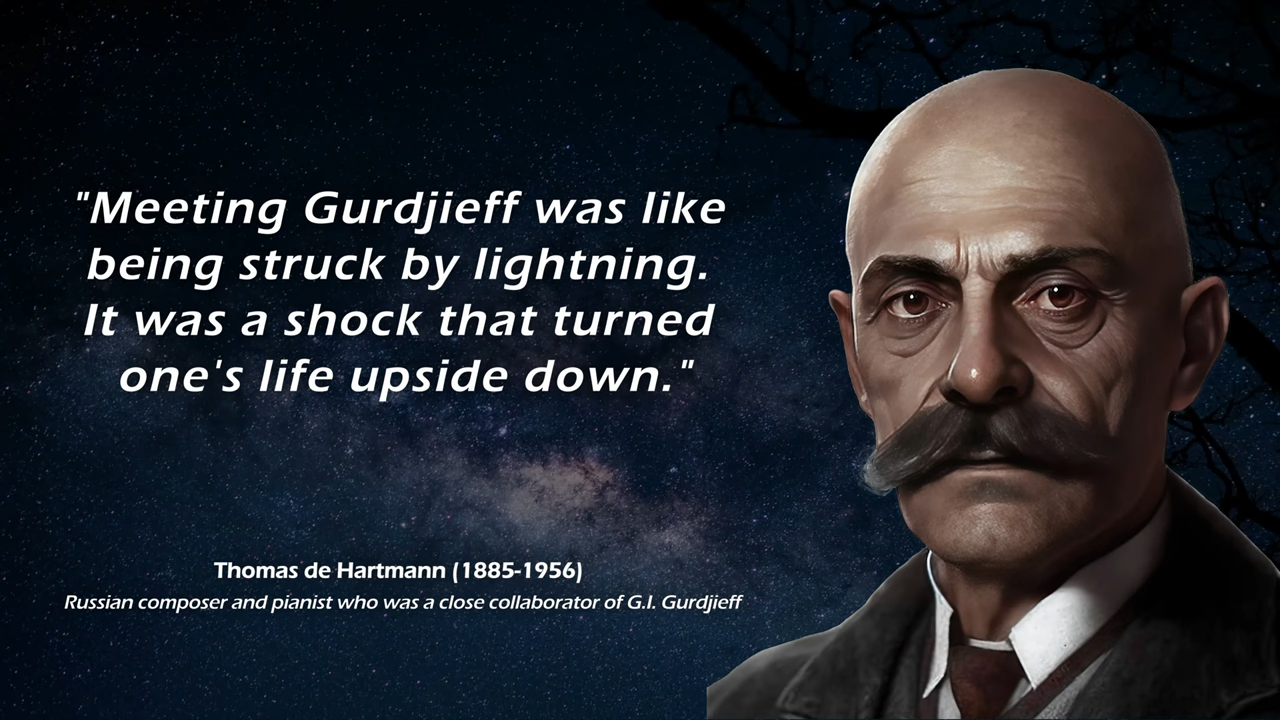 "Meeting Gurdjieff was like
being struck by lightning.
It was a shock that turned
one's life upside down."
Thomas de Hartmann (1885-1956)
Russian composer and pianist who was a close collaborator of G.I. Gurdjieff